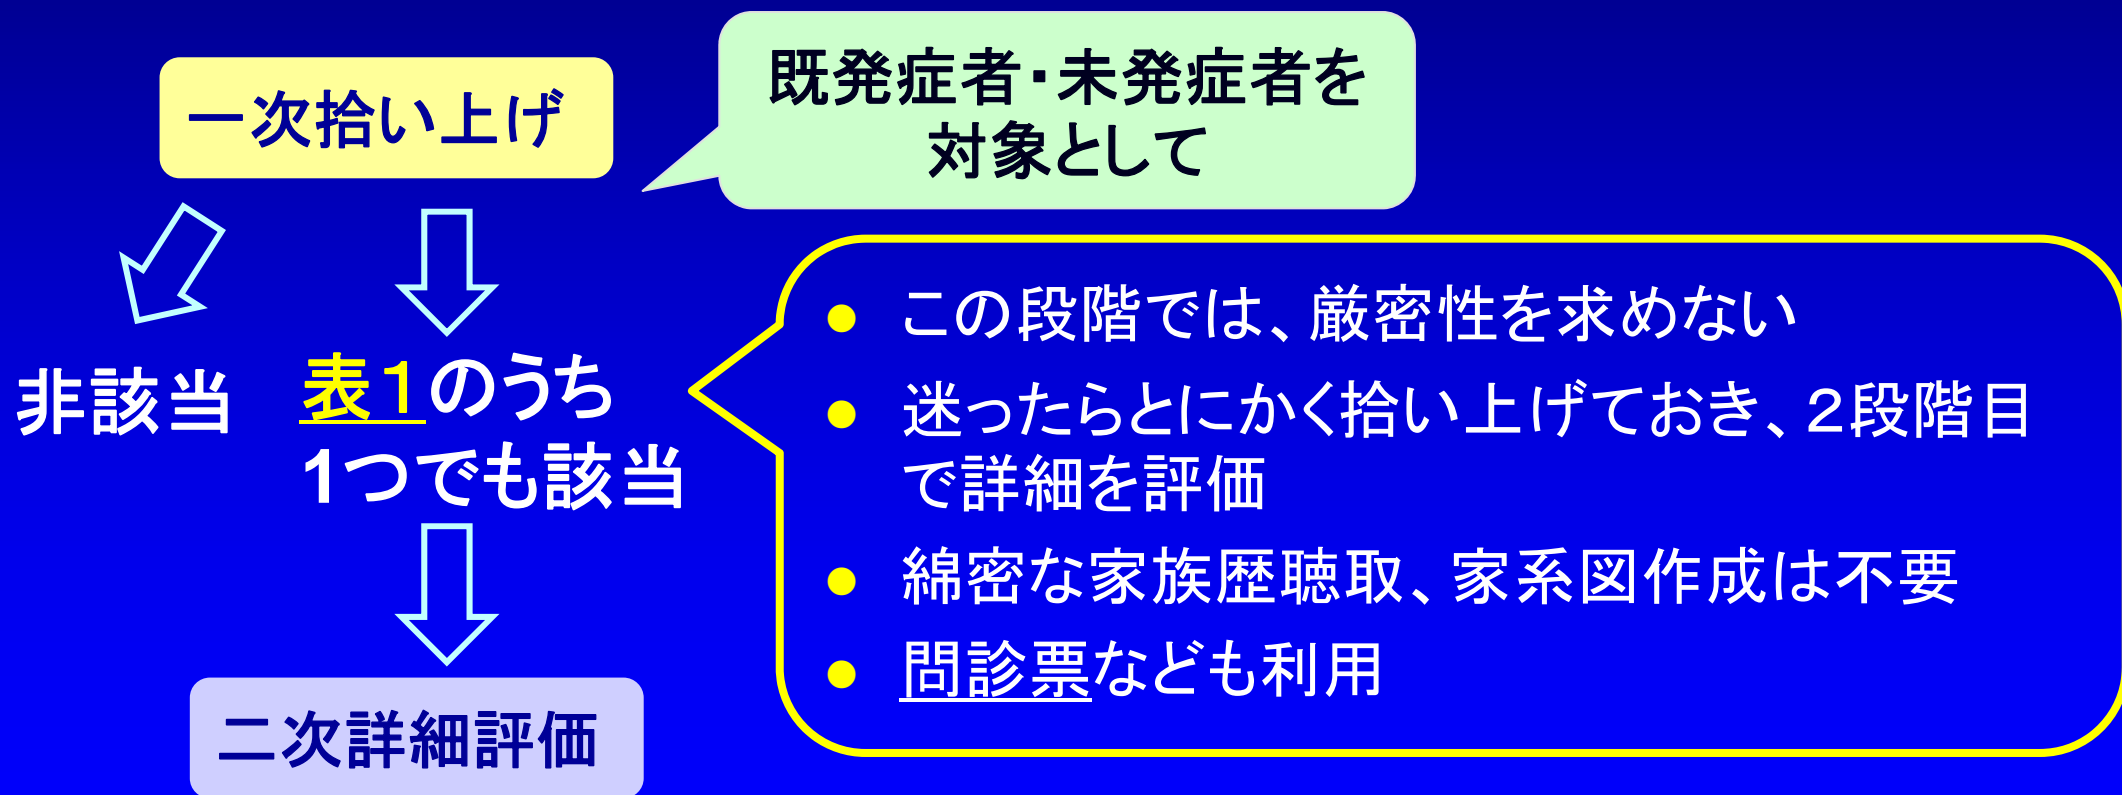 一次拾い上げ
既発症者・未発症者を
対象として
非該当
表１のうち
１つでも該当
● この段階では、厳密性を求めない
● 迷ったらとにかく拾い上げておき、２段階目
で詳細を評価
● 綿密な家族歴聴取、家系図作成は不要
● 問診票なども利用
二次詳細評価